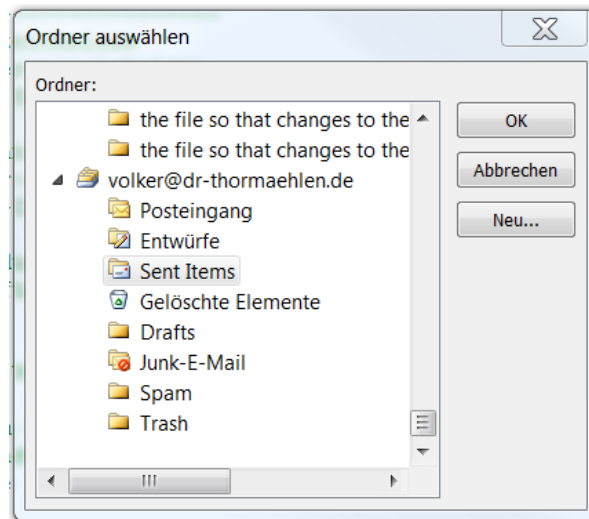 Ordner auswählen
Ordner:
the file so that changes to the
the file so that changes to the
volker@dr-thormaehlen.de
Posteingang
Entwürfe
Sent Items
Gelöschte Elemente
Drafts
Junk-E-Mail
Spam
Trash
OK
Abbrechen
Neu...